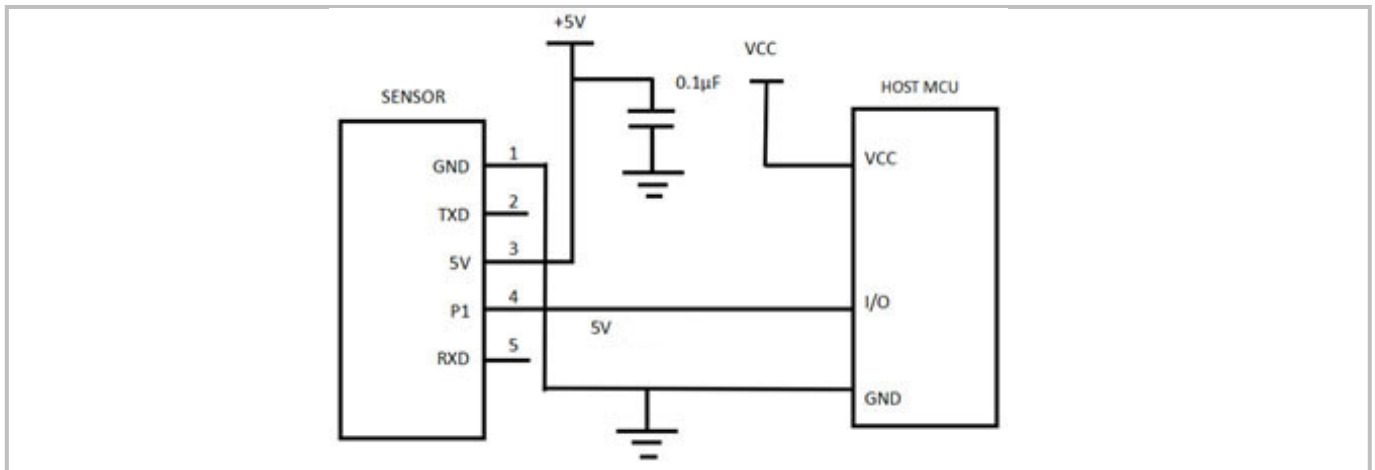 +5V
VCC
0.1µF
SENSOR
HOST MCU
GND
1
VCC
TXD
2
5V
3
P1
4
I/O
5V
RXD
5
GND